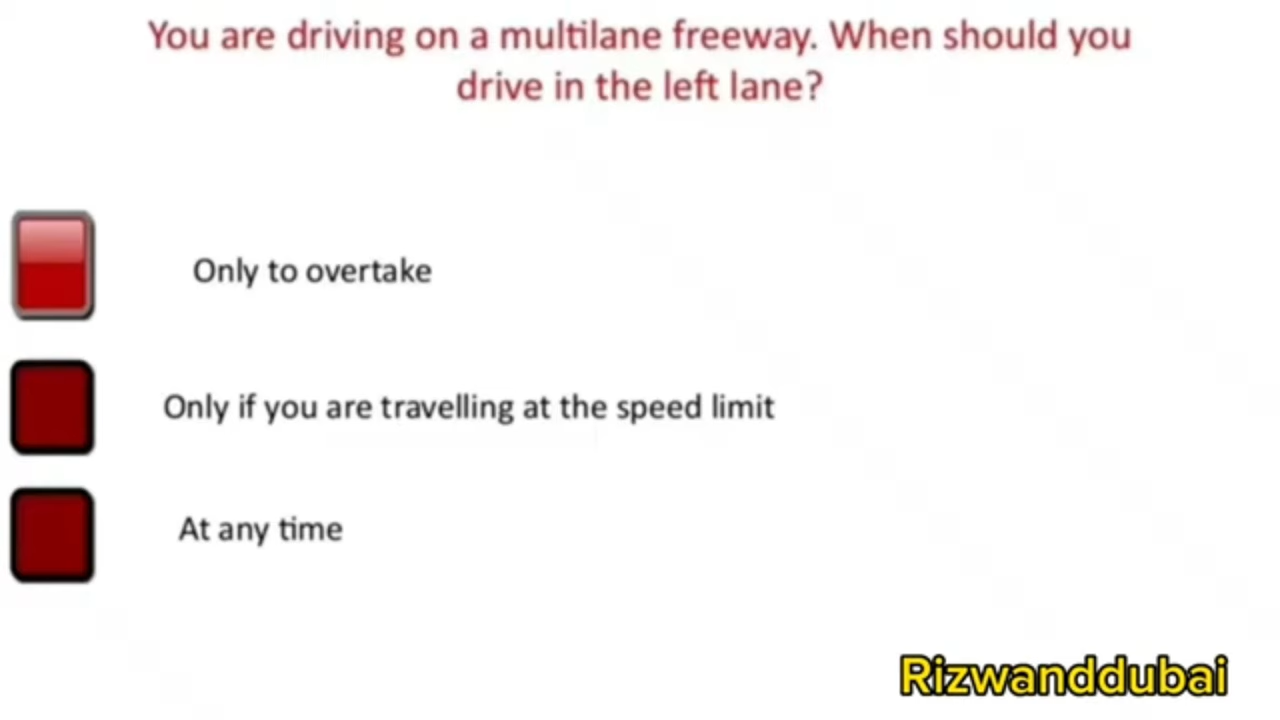 You are driving on a multilane freeway. When should you
drive in the left lane?
Only to overtake
Only if you are travelling at the speed limit
At any time
Rizwanddubai